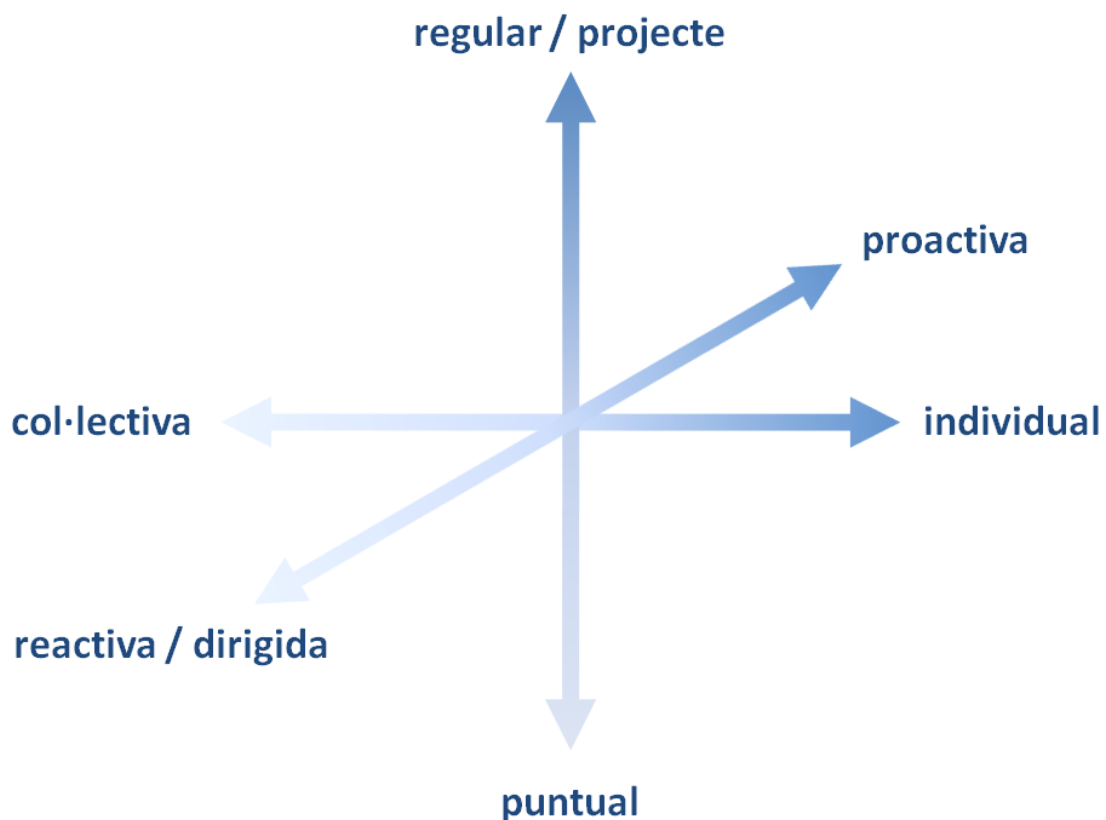 regular / projecte
proactiva
col·lectiva
individual
reactiva / dirigida
puntual